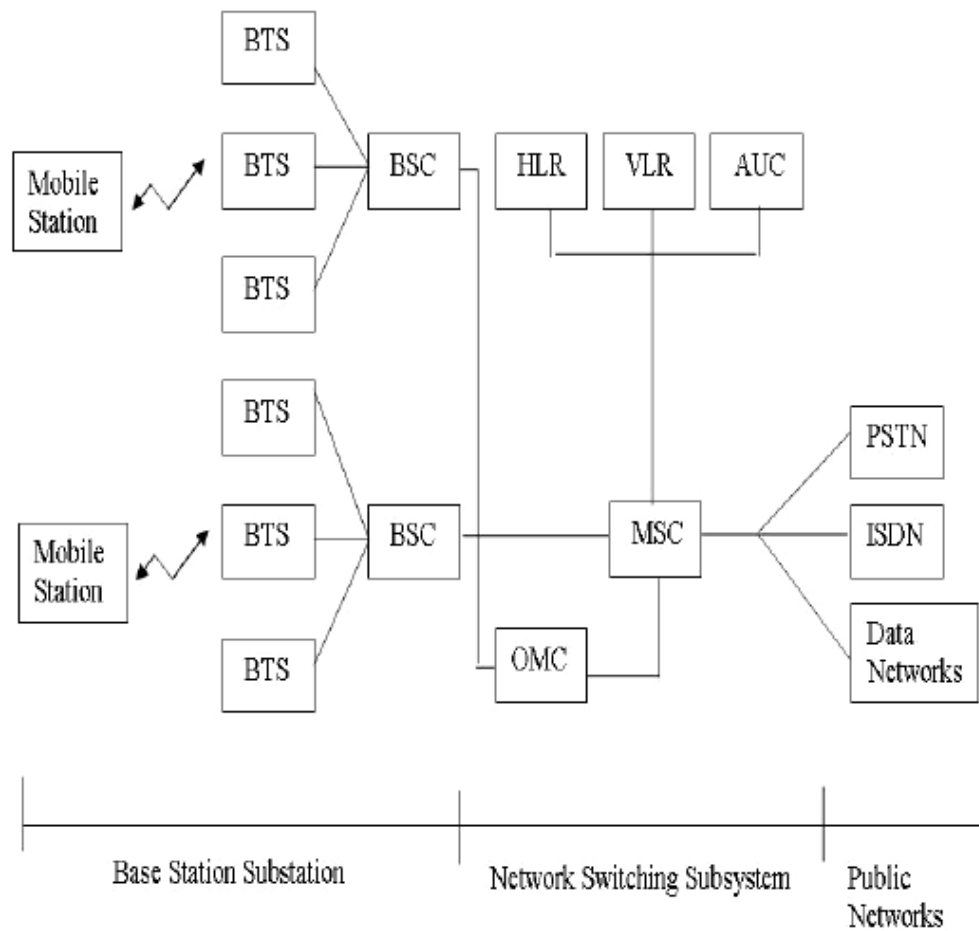 BTS
BTS
BSC
HLR
VLR
AUC
Mobile
Station
BTS
BTS
PSTN
Mobile
Station
BTS
BSC
MSC
ISDN
BTS
OMC
Data
Networks
Base Station Substation
Network Switching Subsystem
Public
Networks